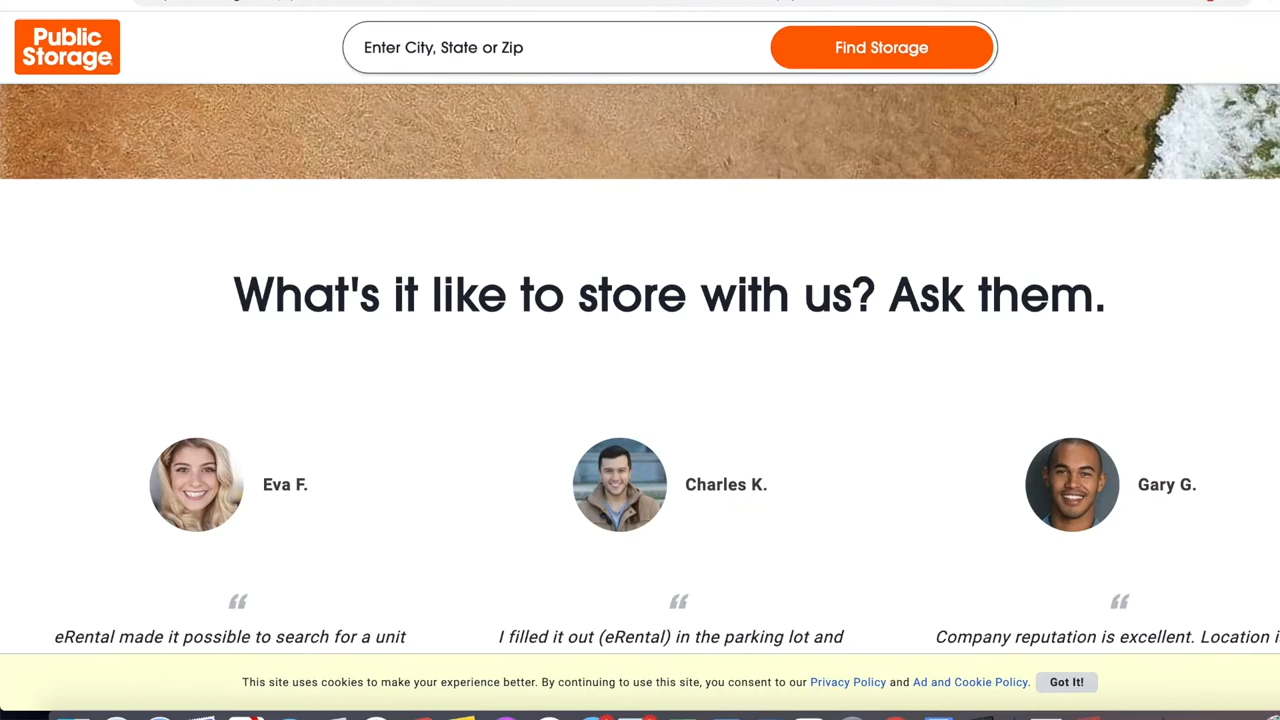 Public
Storage
Enter City, State or Zip
Find Storage
What's it like to store with us? Ask them.
Eva F.
Charles K.
Gary G.
“
“
“
eRental made it possible to search for a unit
I filled it out (eRental) in the parking lot and
Company reputation is excellent. Location i
This site uses cookies to make your experience better. By continuing to use this site, you consent to our Privacy Policy and Ad and Cookie Policy.
Got It!